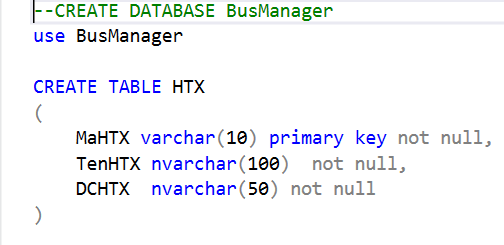 --CREATE DATABASE BusManager
use BusManager
CREATE TABLE HTX
(
MaHTX varchar(10) primary key not null,
TenHTX nvarchar(100)  not null,
DCHTX  nvarchar(50) not null
)